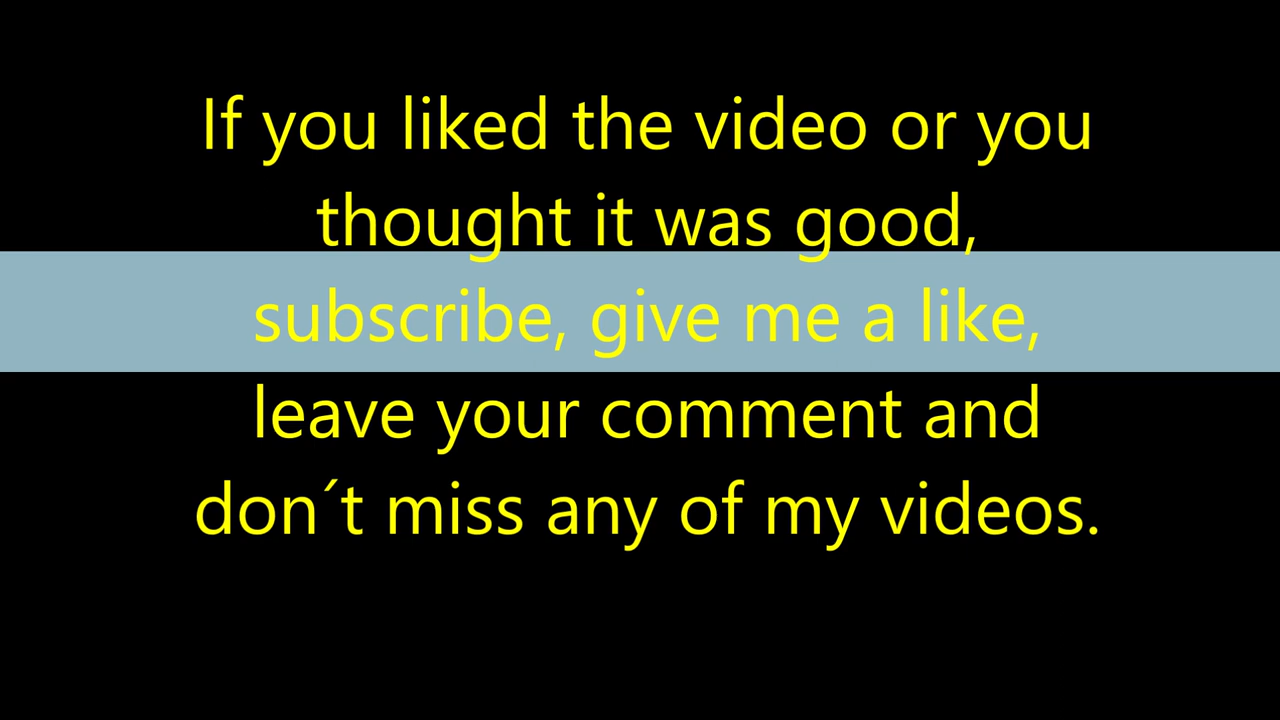 If you liked the video or you
thought it was good,
subscribe, give me a like,
leave your comment and
don´t miss any of my videos.